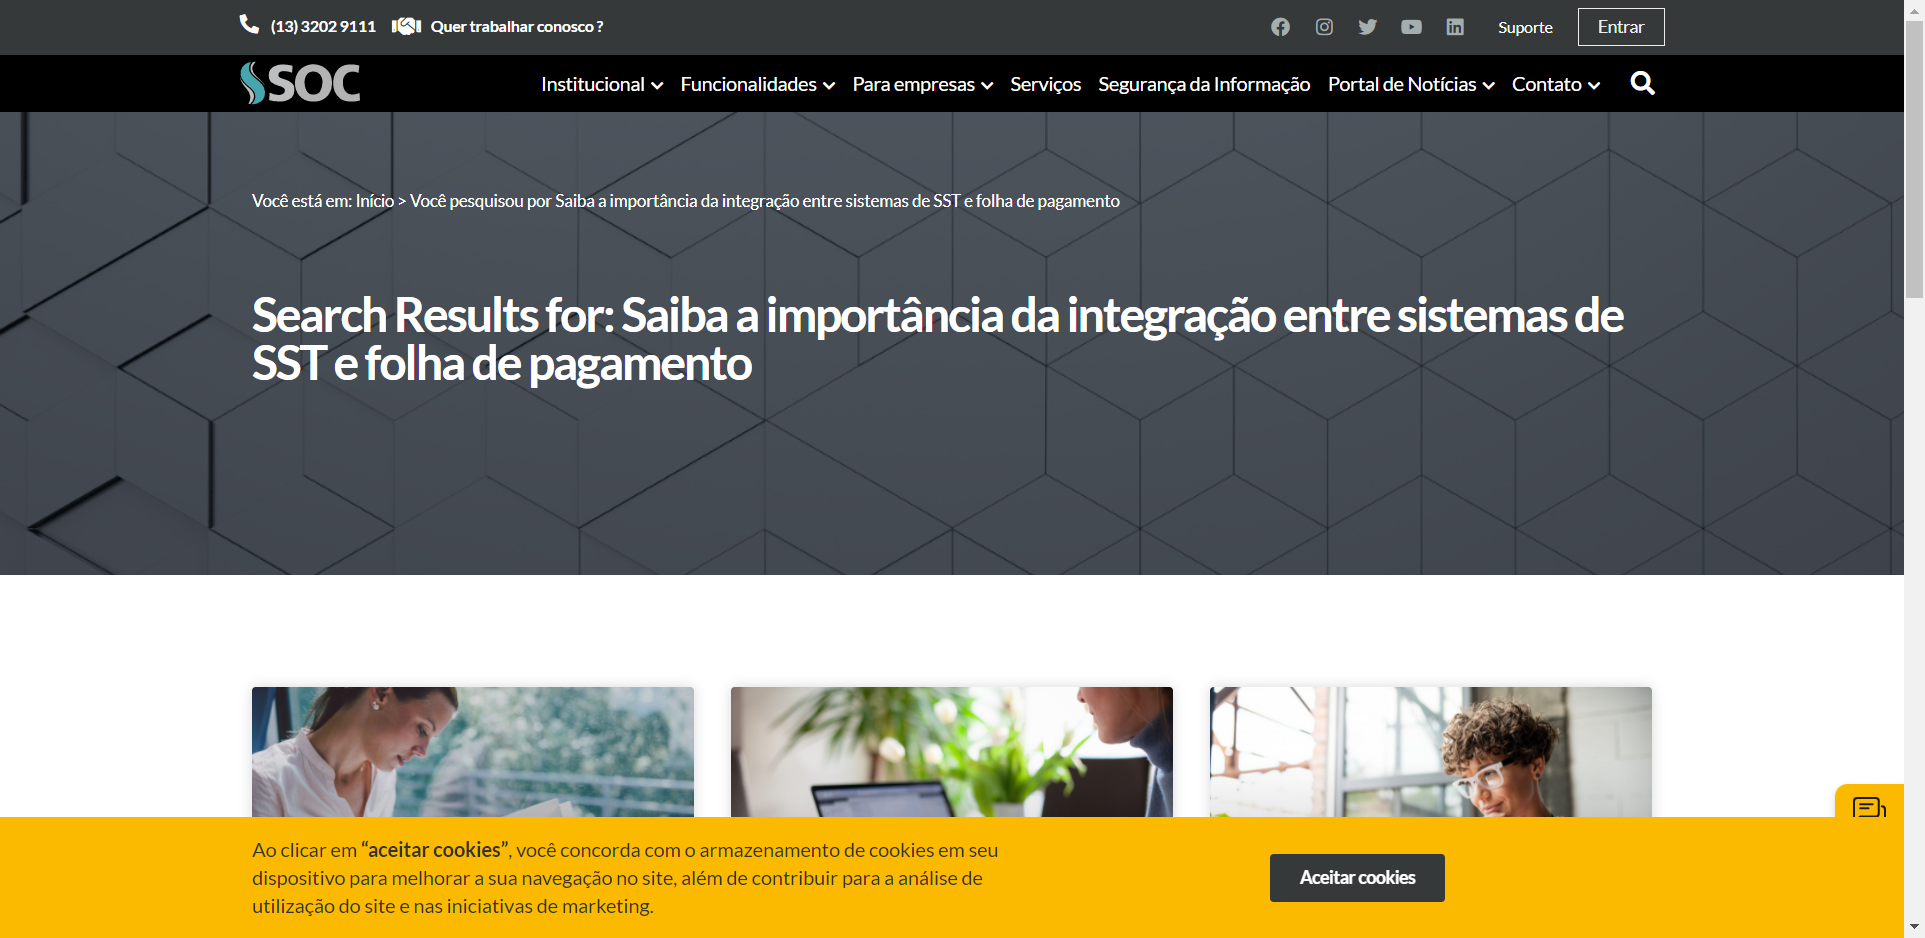 (13) 3202 9111 Quer trabalhar conosco ? Suporte Entrar
SOC Institucional Funcionalidades Para empresas Serviços Segurança da Informação Portal de Notícias Contato
Você está em: Início > Você pesquisou por Saiba a importância da integração entre sistemas de SST e folha de pagamento
Search Results for: Saiba a importância da integração entre sistemas de
SST e folha de pagamento
Ao clicar em “aceitar cookies”, você concorda com o armazenamento de cookies em seu
dispositivo para melhorar a sua navegação no site, além de contribuir para a análise de
utilização do site e nas iniciativas de marketing.
Aceitar cookies